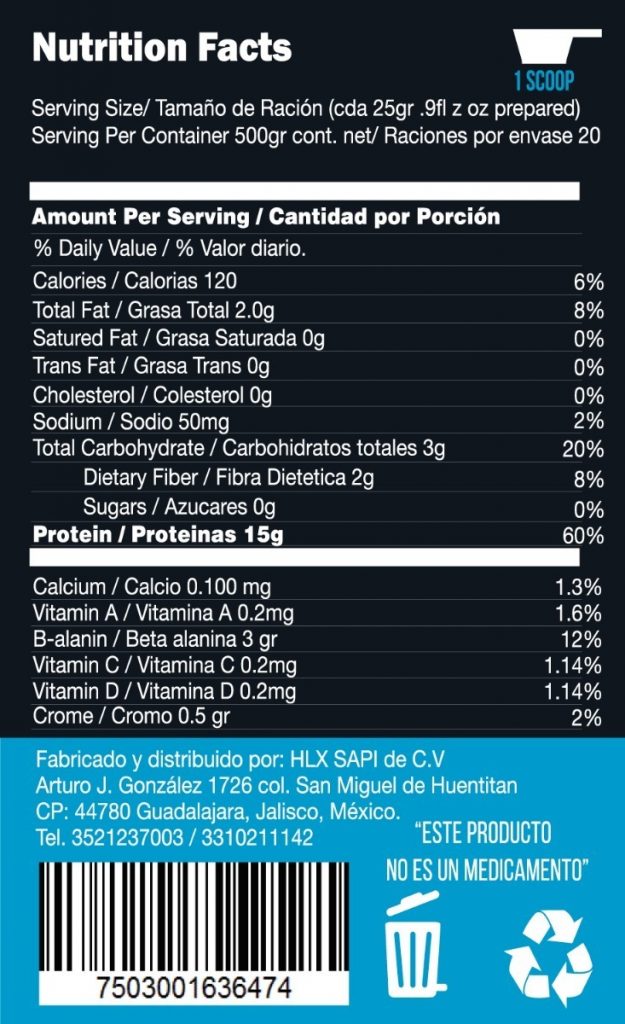 Nutrition Facts
1 SCOOP
Serving Size/ Tamaño de Ración (cda 25gr .9fl z oz prepared)
Serving Per Container 500gr cont. net/ Raciones por envase 20
Amount Per Serving / Cantidad por Porción
% Daily Value / % Valor diario.
Calories / Calorias 120 6%
Total Fat / Grasa Total 2.0g 8%
Satured Fat / Grasa Saturada 0g 0%
Trans Fat / Grasa Trans 0g 0%
Cholesterol / Colesterol 0g 0%
Sodium / Sodio 50mg 2%
Total Carbohydrate / Carbohidratos totales 3g 20%
Dietary Fiber / Fibra Dietetica 2g 8%
Sugars / Azucares 0g 0%
Protein / Proteinas 15g 60%
Calcium / Calcio 0.100 mg 1.3%
Vitamin A / Vitamina A 0.2mg 1.6%
B-alanin / Beta alanina 3 gr 12%
Vitamin C / Vitamina C 0.2mg 1.14%
Vitamin D / Vitamina D 0.2mg 1.14%
Crome / Cromo 0.5 gr 2%
Fabricado y distribuido por: HLX SAPI de C.V
Arturo J. González 1726 col. San Miguel de Huentitan
CP: 44780 Guadalajara, Jalisco, México.
Tel. 3521237003 / 3310211142
"ESTE PRODUCTO
NO ES UN MEDICAMENTO"
7503001636474